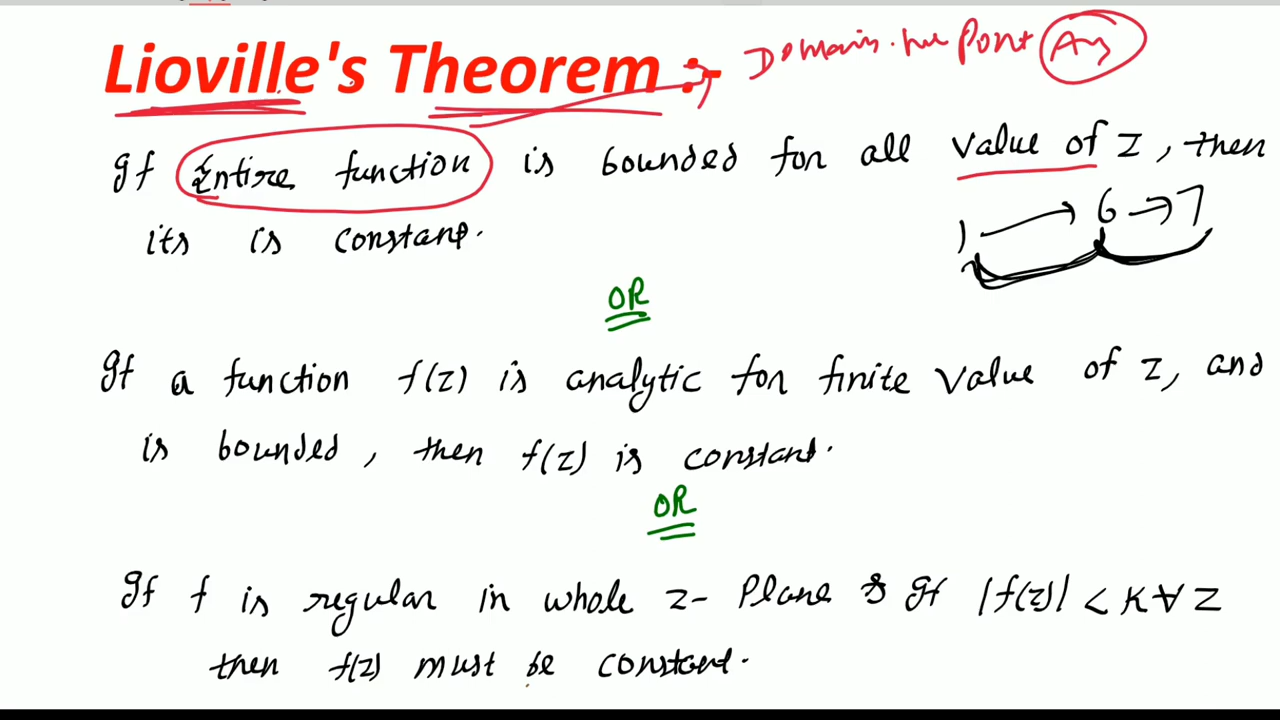 Lioville's Theorem :-
Domain. Point
If Entire function is bounded for all value of z, then
1 → 6 → 7
its is constant.
OR
If a function f(z) is analytic for finite value of z, and
is bounded, then f(z) is constant.
OR
If f is regular in whole z-plane & If |f(z)| < K ∀ z
then f(z) must be constant.